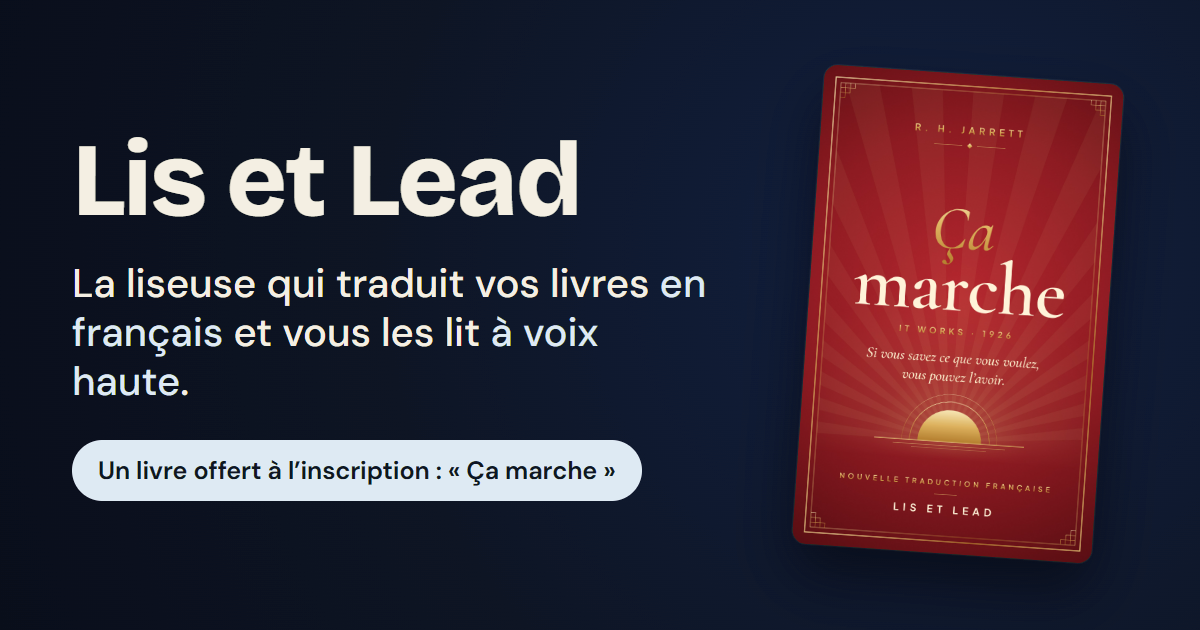 Lis et Lead
La liseuse qui traduit vos livres en
français et vous les lit à voix
haute.
Un livre offert à l’inscription : « Ça marche »
R. H. JARRETT
Ça
marche
IT WORKS · 1926
Si vous savez ce que vous voulez,
vous pouvez l’avoir.
NOUVELLE TRADUCTION FRANÇAISE
LIS ET LEAD